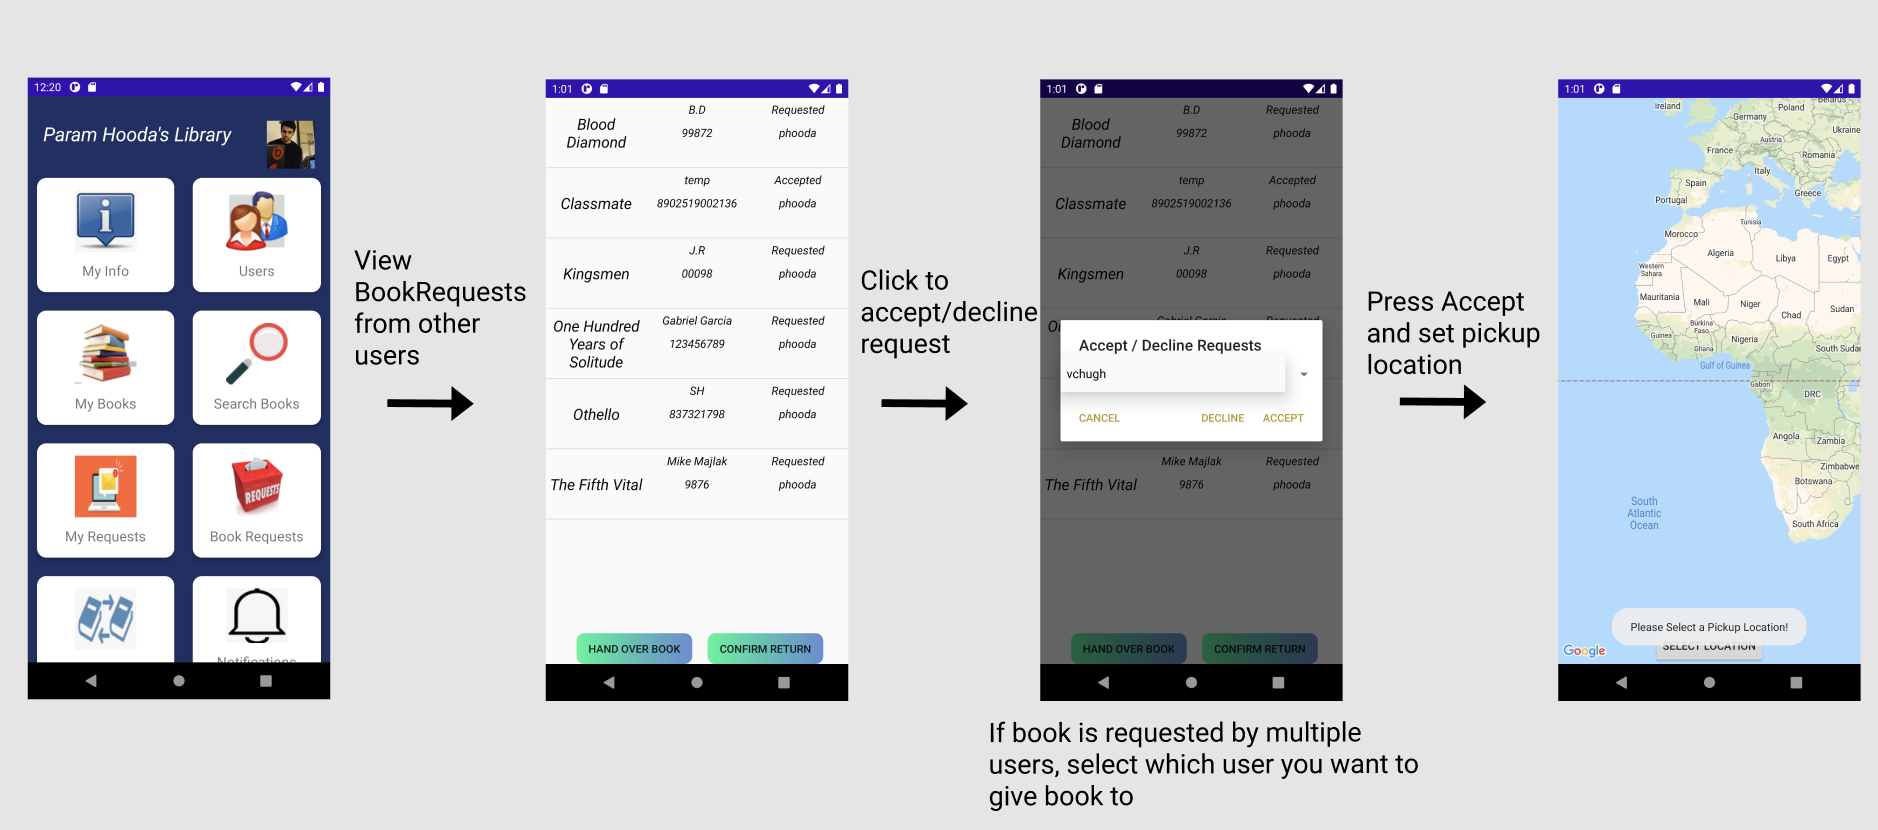 12:20
Param Hooda's Library
My Info
Users
My Books
Search Books
My Requests
Book Requests
REQUESTS
Notifications
View
BookRequests
from other
users
1:01
B.D
Requested
Blood
Diamond
99872
phooda
temp
Accepted
Classmate
8902519002136
phooda
J.R
Requested
Kingsmen
00098
phooda
One Hundred
Years of
Solitude
Gabriel Garcia
Requested
123456789
phooda
SH
Requested
Othello
837321798
phooda
Mike Majlak
Requested
The Fifth Vital
9876
phooda
HAND OVER BOOK
CONFIRM RETURN
Click to
accept/decline
request
1:01
B.D
Requested
Blood
Diamond
99872
phooda
temp
Accepted
Classmate
8902519002136
phooda
J.R
Requested
Kingsmen
00098
phooda
Gabriel Garcia
Requested
Accept / Decline Requests
vchugh
CANCEL
DECLINE
ACCEPT
Mike Majlak
Requested
The Fifth Vital
9876
phooda
HAND OVER BOOK
CONFIRM RETURN
If book is requested by multiple
users, select which user you want to
give book to
Press Accept
and set pickup
location
1:01
Ireland
Poland
Belarus
Germany
Ukraine
Austria
France
Romania
Italy
Spain
Greece
Portugal
Tunisia
Morocco
Algeria
Libya
Egypt
Western
Sahara
Mauritania
Mali
Niger
Sudan
Chad
Burkina
Faso
Guinea
Ghana
Nigeria
South Sudan
Gulf of Guinea
Gabon
DRC
Angola
Zambia
Zimbabwe
Botswana
South
Atlantic
Ocean
South Africa
Please Select a Pickup Location!
SELECT LOCATION
Google